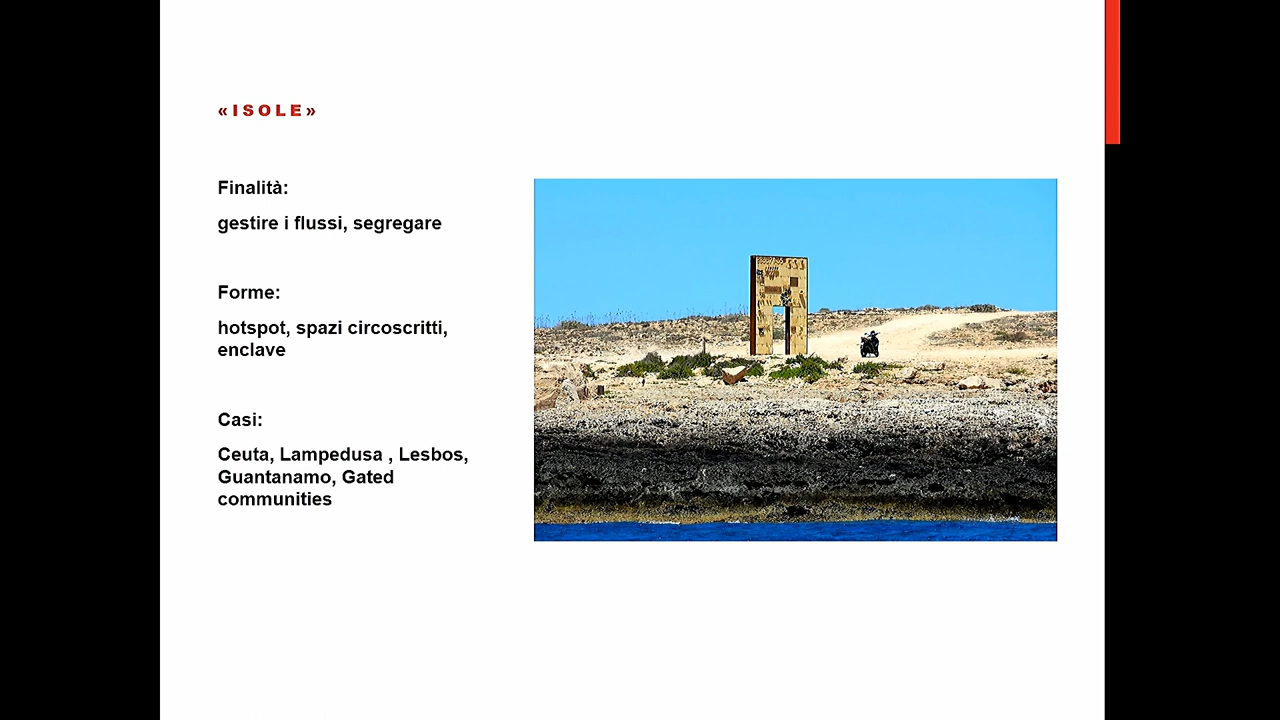 «ISOLE»
Finalità:
gestire i flussi, segregare
Forme:
hotspot, spazi circoscritti,
enclave
Casi:
Ceuta, Lampedusa , Lesbos,
Guantanamo, Gated
communities